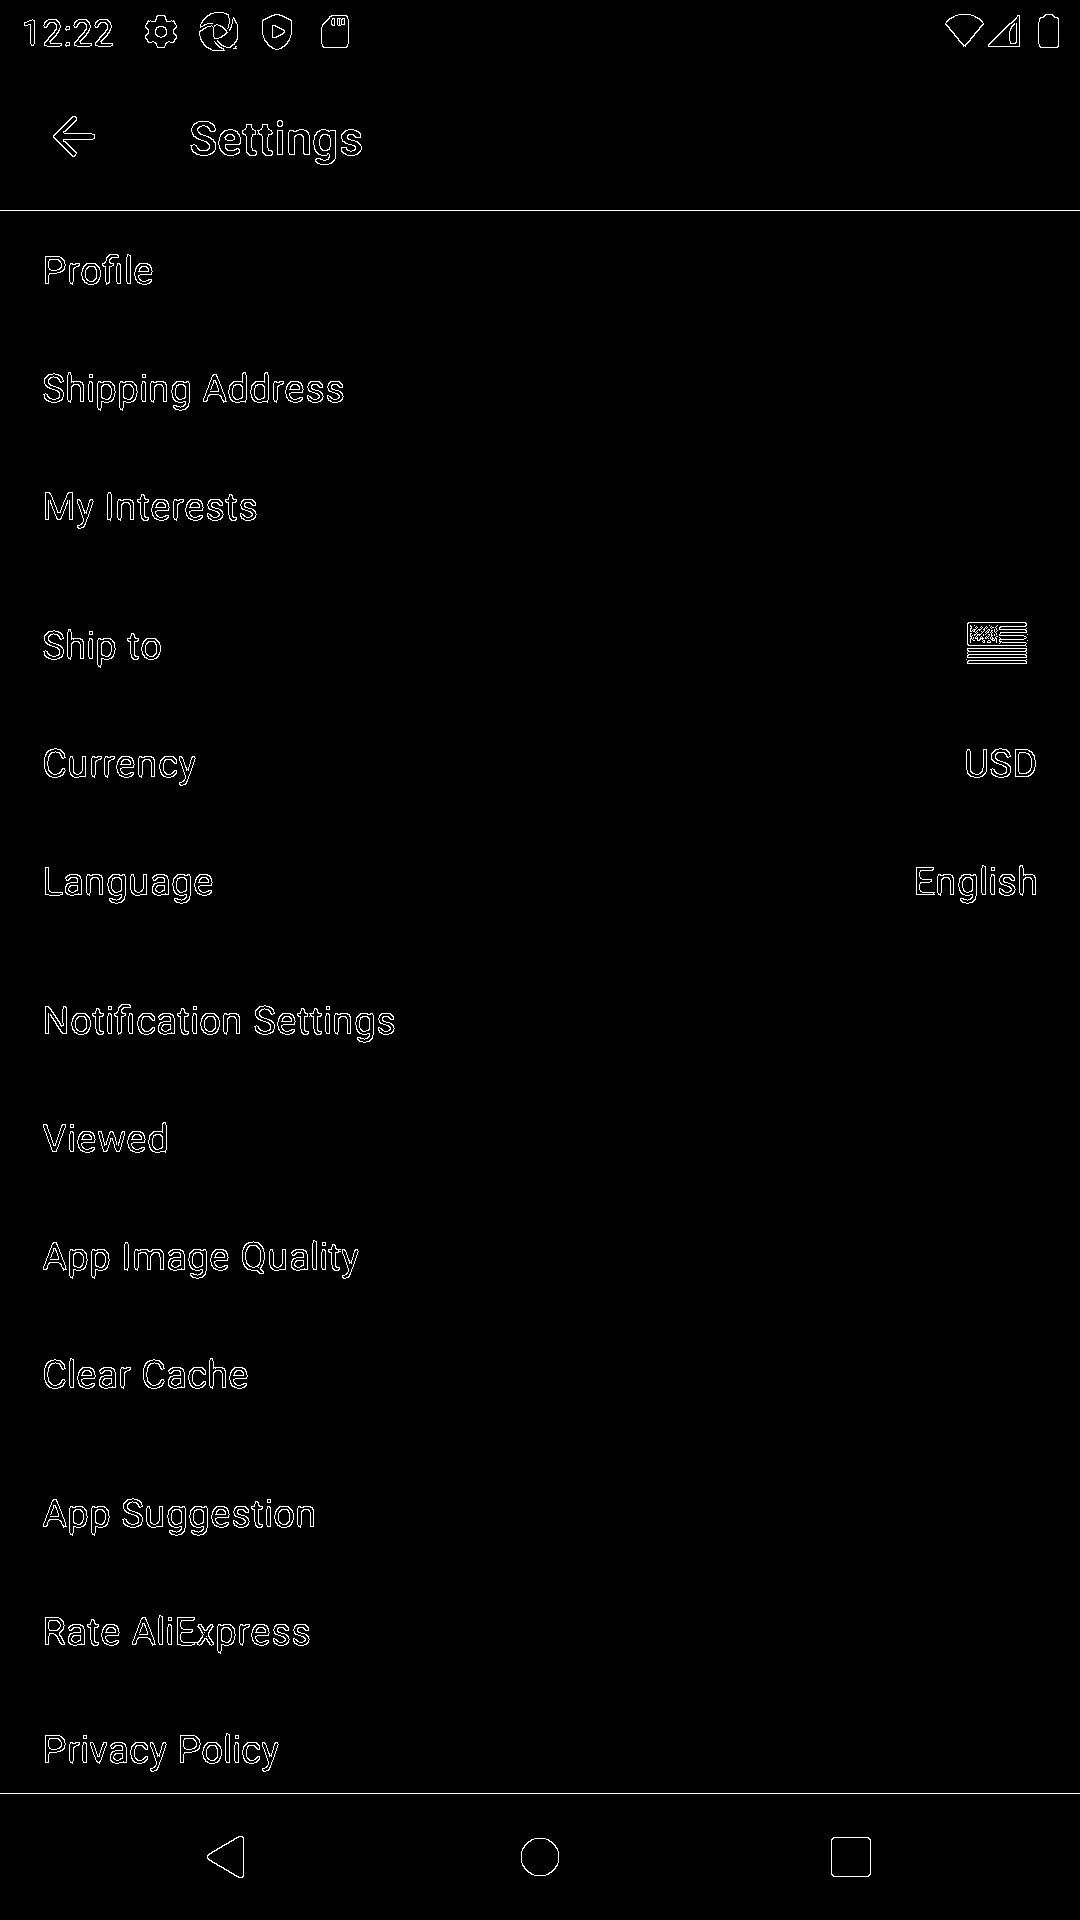 12:22
Settings
Profile
Shipping Address
My Interests
Ship to
Currency USD
Language English
Notification Settings
Viewed
App Image Quality
Clear Cache
App Suggestion
Rate AliExpress
Privacy Policy